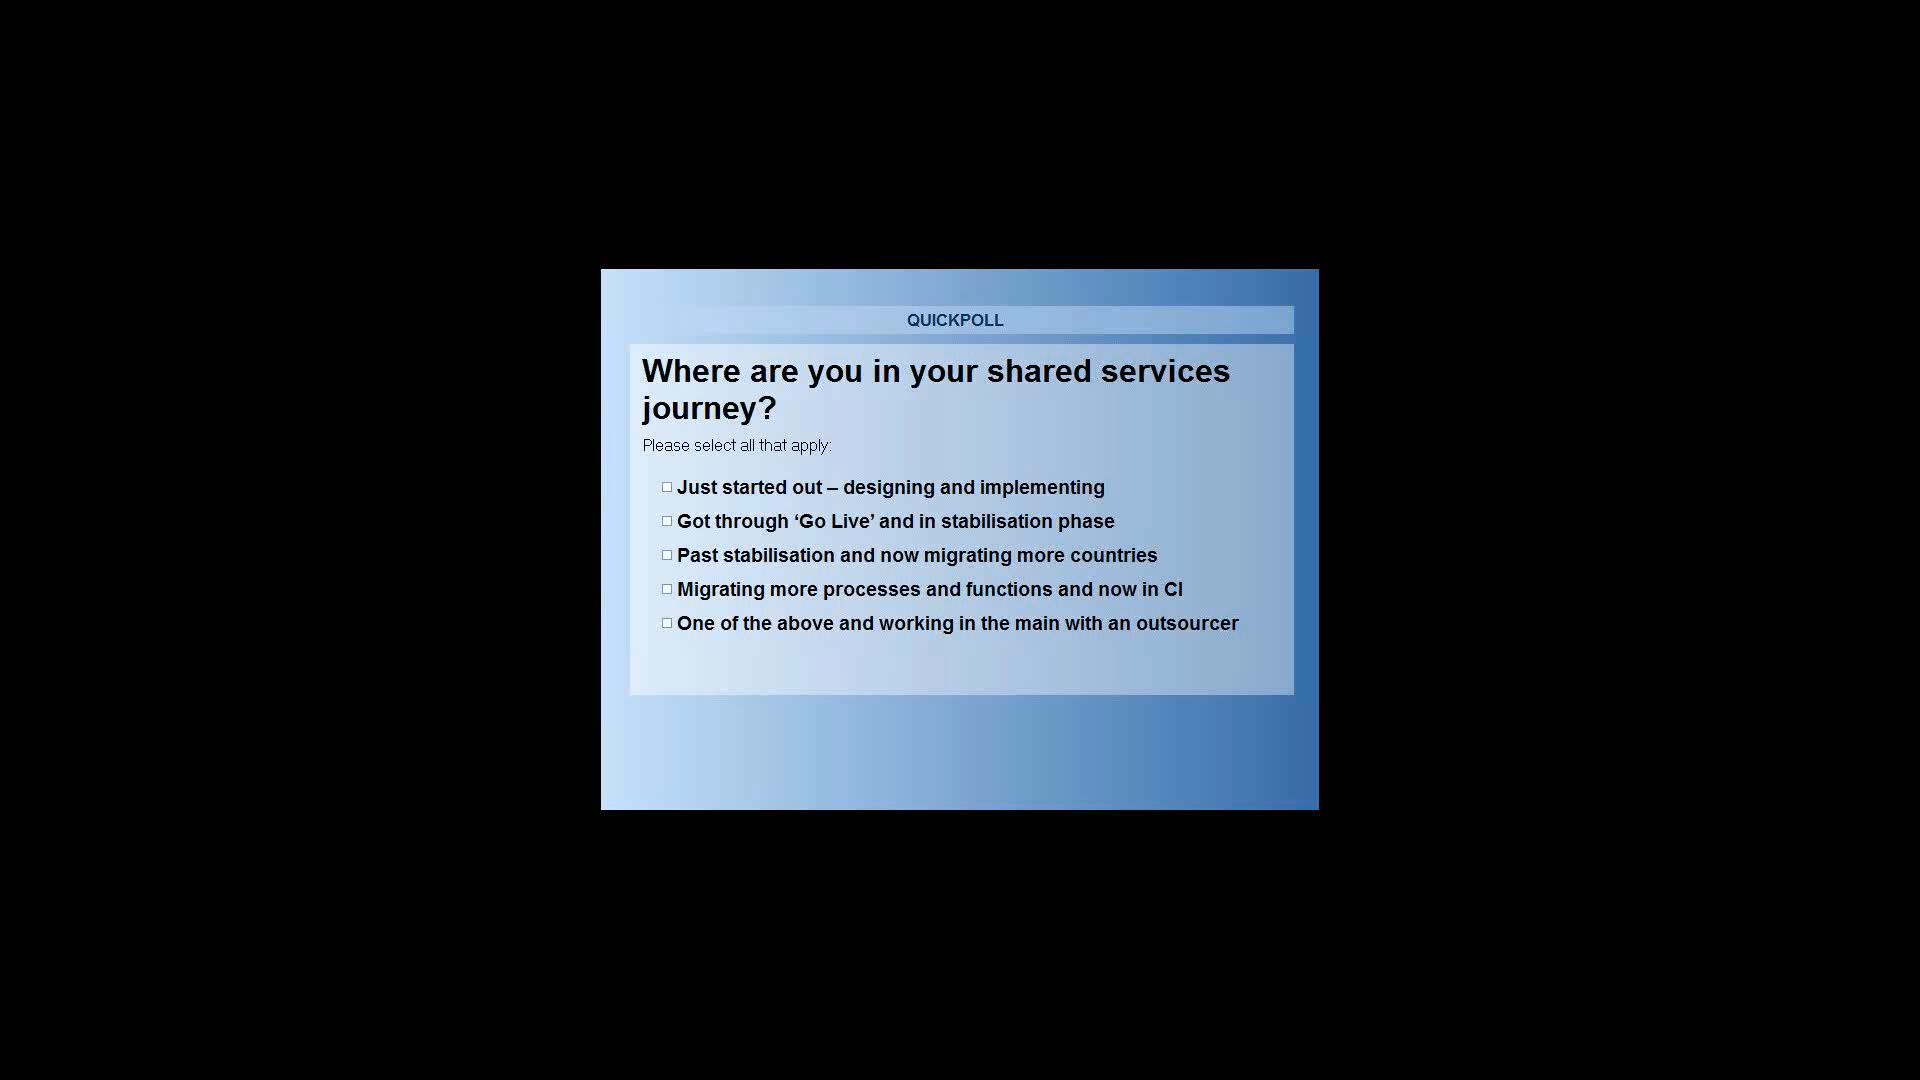 QUICKPOLL
Where are you in your shared services
journey?
Please select all that apply:
Just started out – designing and implementing
Got through ‘Go Live’ and in stabilisation phase
Past stabilisation and now migrating more countries
Migrating more processes and functions and now in CI
One of the above and working in the main with an outsourcer